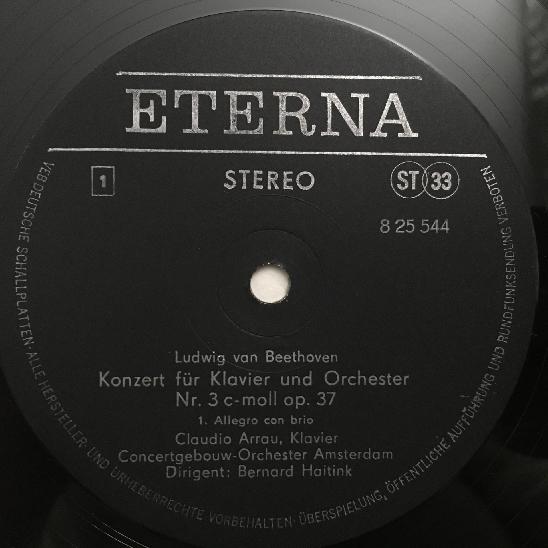 ETERNA
1
STEREO
ST 33
8 25 544
Ludwig van Beethoven
Konzert für Klavier und Orchester
Nr. 3 c-moll op. 37
1. Allegro con brio
Claudio Arrau, Klavier
Concertgebouw-Orchester Amsterdam
Dirigent: Bernard Haitink
VEB DEUTSCHE SCHALLPLATTEN · ALLE HERSTELLER- UND URHEBERRECHTE VORBEHALTEN · ÜBERSPIELUNG, ÖFFENTLICHE AUFFÜHRUNG UND RUNDFUNKSENDUNG VERBOTEN